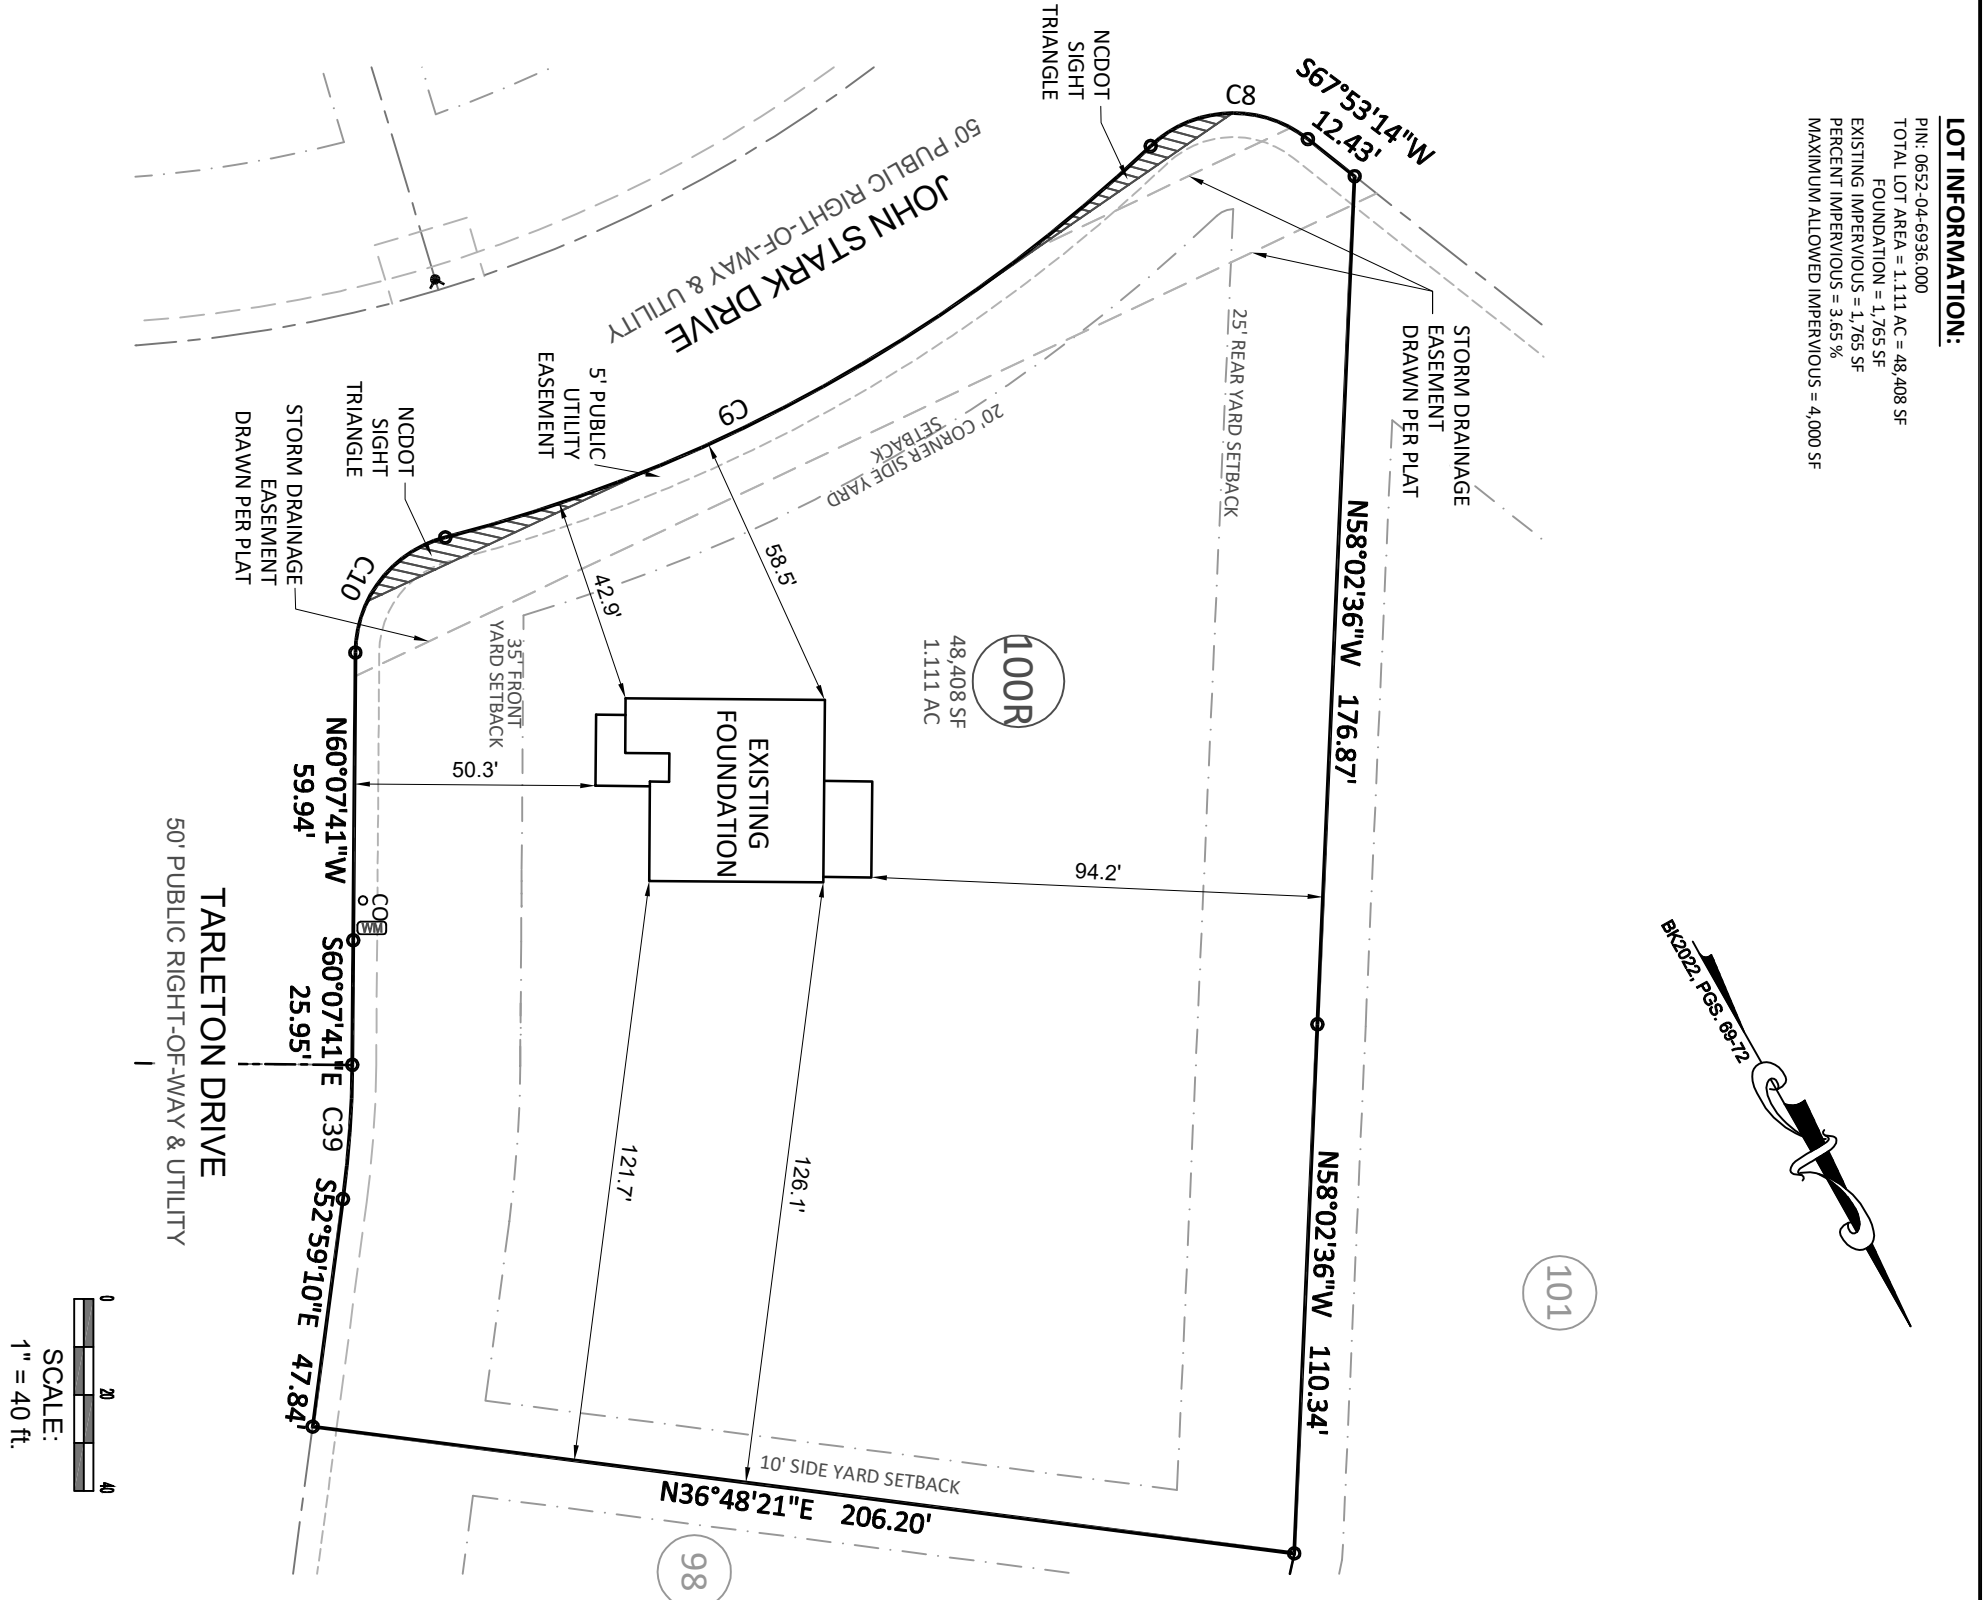 LOT INFORMATION:
PIN: 0652-04-6936.000
TOTAL LOT AREA = 1.111 AC = 48,408 SF
FOUNDATION = 1,765 SF
EXISTING IMPERVIOUS = 1,765 SF
PERCENT IMPERVIOUS = 3.65 %
MAXIMUM ALLOWED IMPERVIOUS = 4,000 SF
S67°53'14"W
12.43'
C8
NCDOT
SIGHT
TRIANGLE
STORM DRAINAGE
EASEMENT
DRAWN PER PLAT
N58°02'36"W 176.87'
N58°02'36"W 110.34'
25' REAR YARD SETBACK
JOHN STARK DRIVE
50' PUBLIC RIGHT-OF-WAY & UTILITY
C9
20' CORNER SIDE YARD
SETBACK
5' PUBLIC
UTILITY
EASEMENT
NCDOT
SIGHT
TRIANGLE
STORM DRAINAGE
EASEMENT
DRAWN PER PLAT
C10
58.5'
42.9'
35' FRONT
YARD SETBACK
100R
48,408 SF
1.111 AC
EXISTING
FOUNDATION
50.3'
94.2'
121.7'
126.1'
N60°07'41"W
59.94'
CO
WM
S60°07'41"E
25.95'
C39
S52°59'10"E 47.84'
TARLETON DRIVE
50' PUBLIC RIGHT-OF-WAY & UTILITY
10' SIDE YARD SETBACK
N36°48'21"E 206.20'
98
101
BK2022, PGS. 69-72
0 20 40
SCALE:
1" = 40 ft.